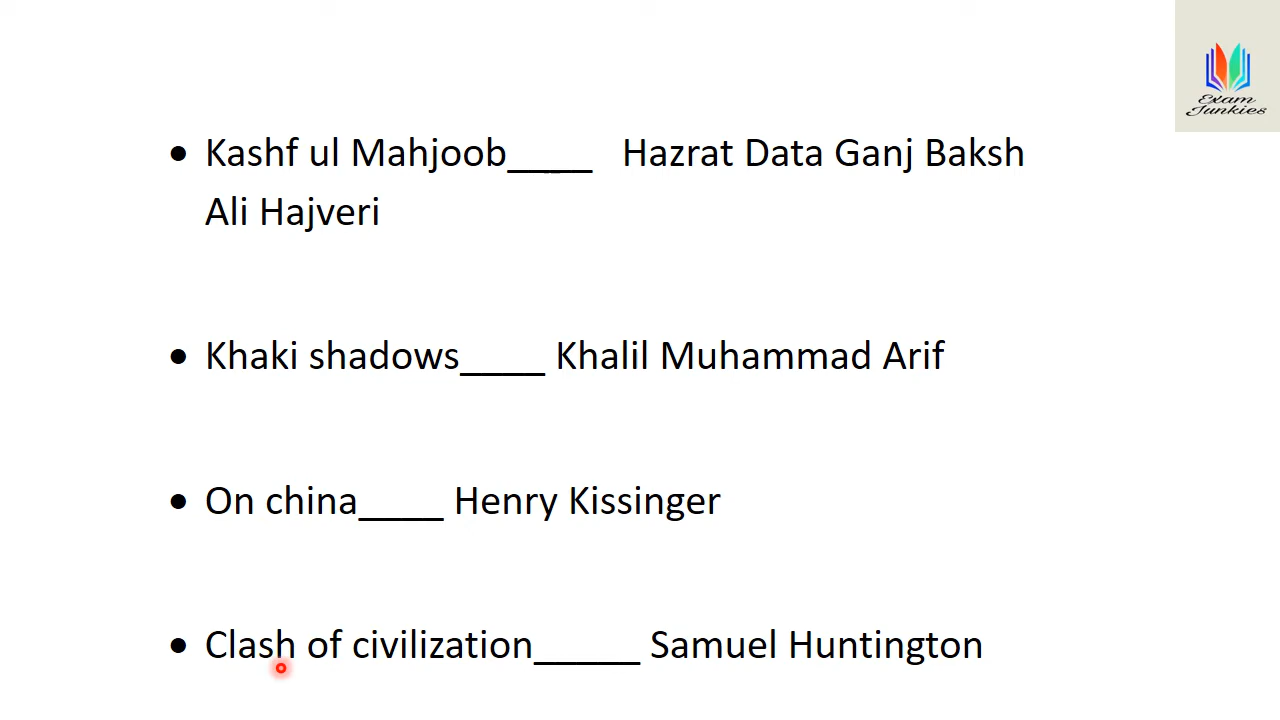 Exam
Junkies
• Kashf ul Mahjoob____ Hazrat Data Ganj Baksh
Ali Hajveri
• Khaki shadows____ Khalil Muhammad Arif
• On china____ Henry Kissinger
• Clash of civilization_____ Samuel Huntington